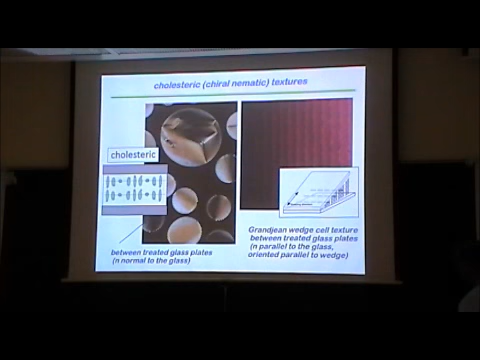 cholesteric (chiral nematic) textures
cholesteric
between treated glass plates
(n normal to the glass)
Grandjean wedge cell texture
between treated glass plates
(n parallel to the glass,
oriented parallel to wedge)